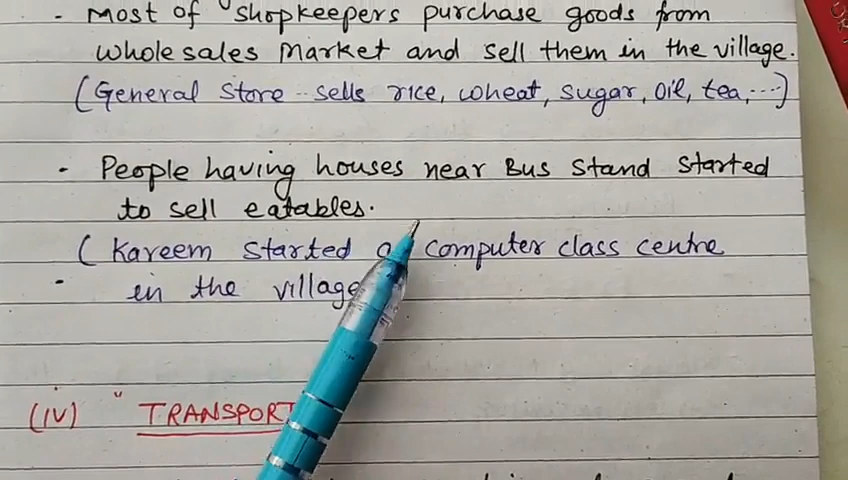 · Most of shopkeepers purchase goods from
wholesales Market and sell them in the village.
(General Store .. sells rice, wheat, sugar, oil, tea, ....)
· People having houses near Bus Stand Started
to sell eatables.
( Kareem started a computer class centre
· in the village
(iv) " TRANSPORT